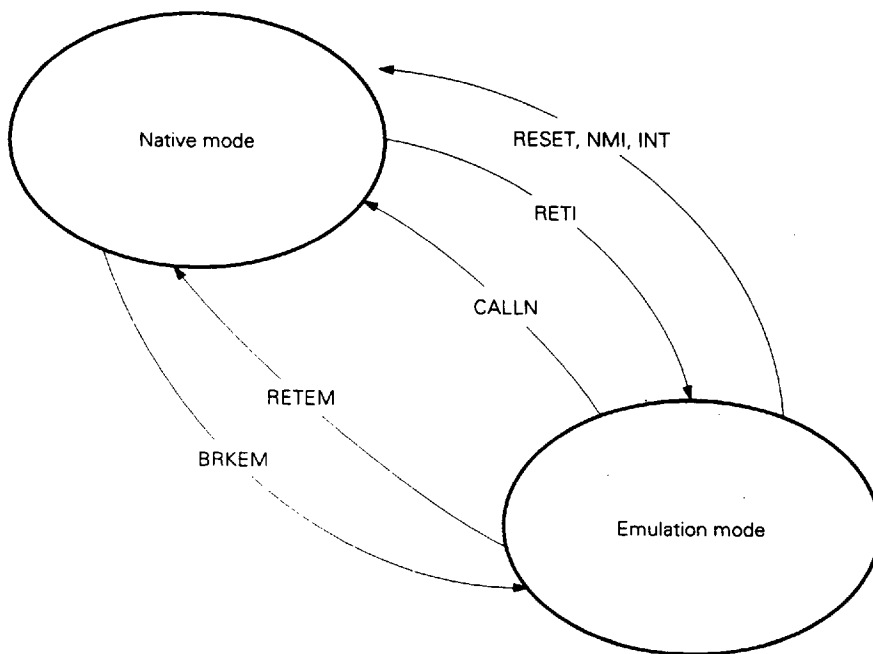 Native mode
RESET, NMI, INT
RETI
CALLN
RETEM
BRKEM
Emulation mode